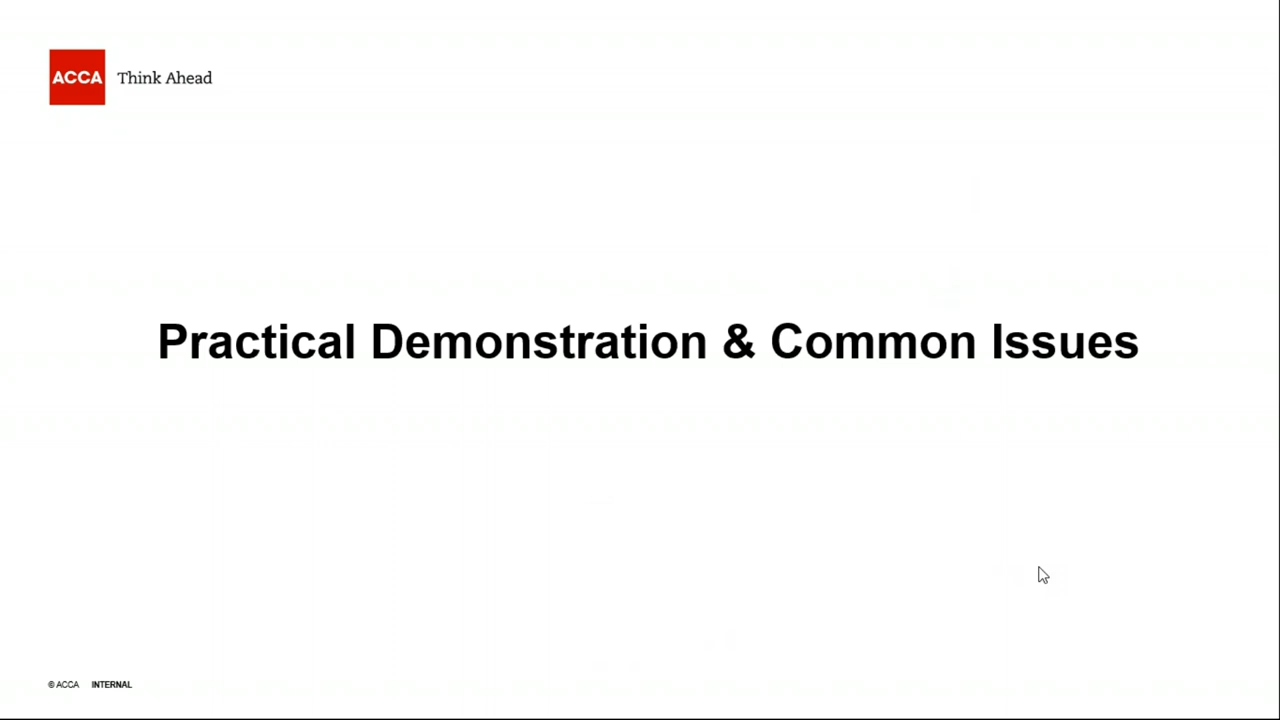 ACCA Think Ahead
Practical Demonstration & Common Issues
© ACCA INTERNAL